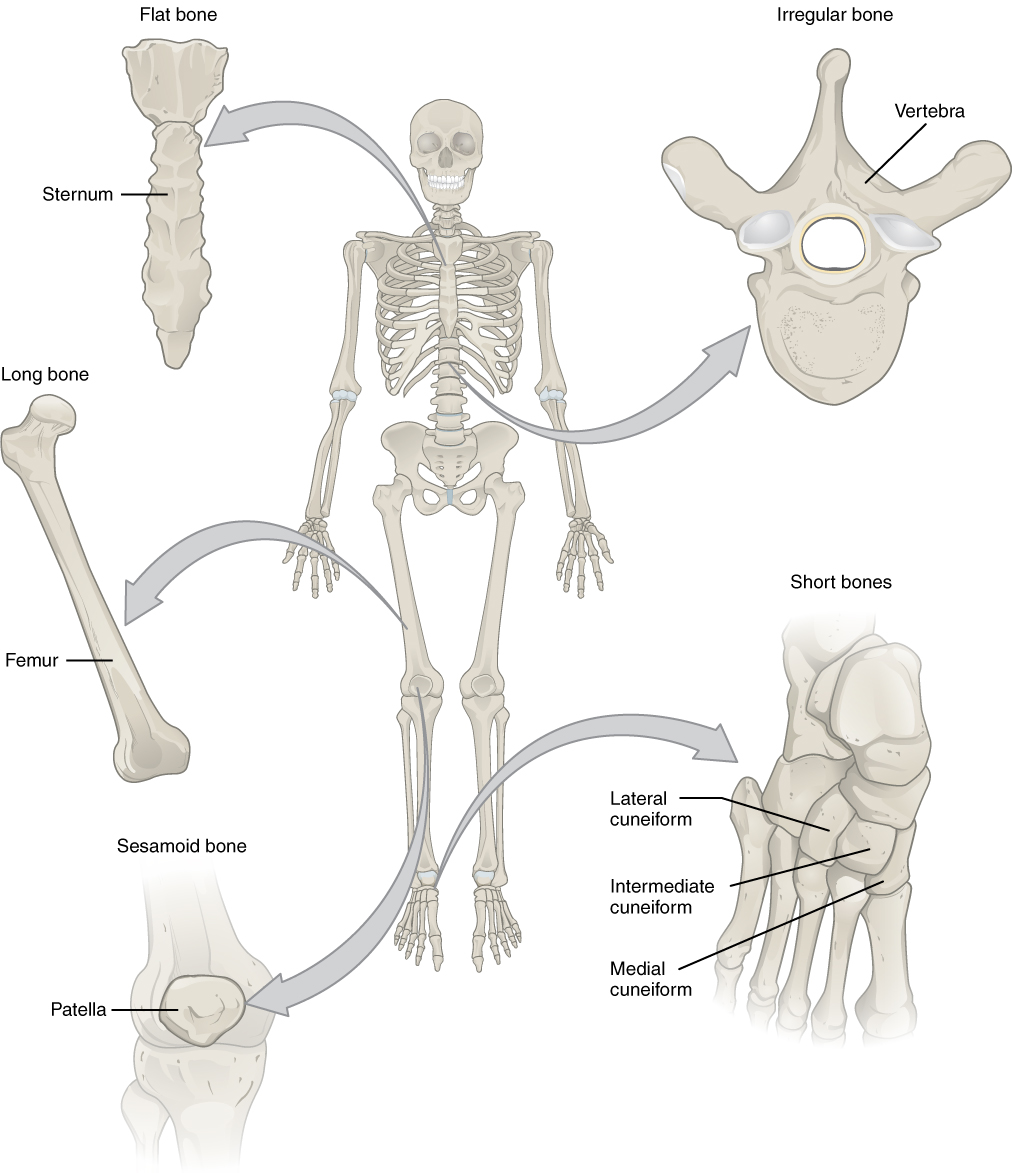 Flat bone
Irregular bone
Vertebra
Sternum
Long bone
Femur
Short bones
Lateral
cuneiform
Intermediate
cuneiform
Medial
cuneiform
Sesamoid bone
Patella